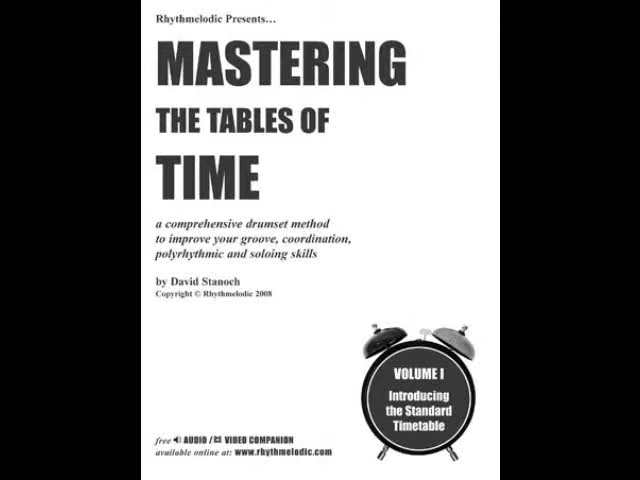 Rhythmelodic Presents…
MASTERING
THE TABLES OF
TIME
a comprehensive drumset method
to improve your groove, coordination,
polyrhythmic and soloing skills
by David Stanoch
Copyright © Rhythmelodic 2008
VOLUME I
Introducing
the Standard
Timetable
free AUDIO / VIDEO COMPANION
available online at: www.rhythmelodic.com